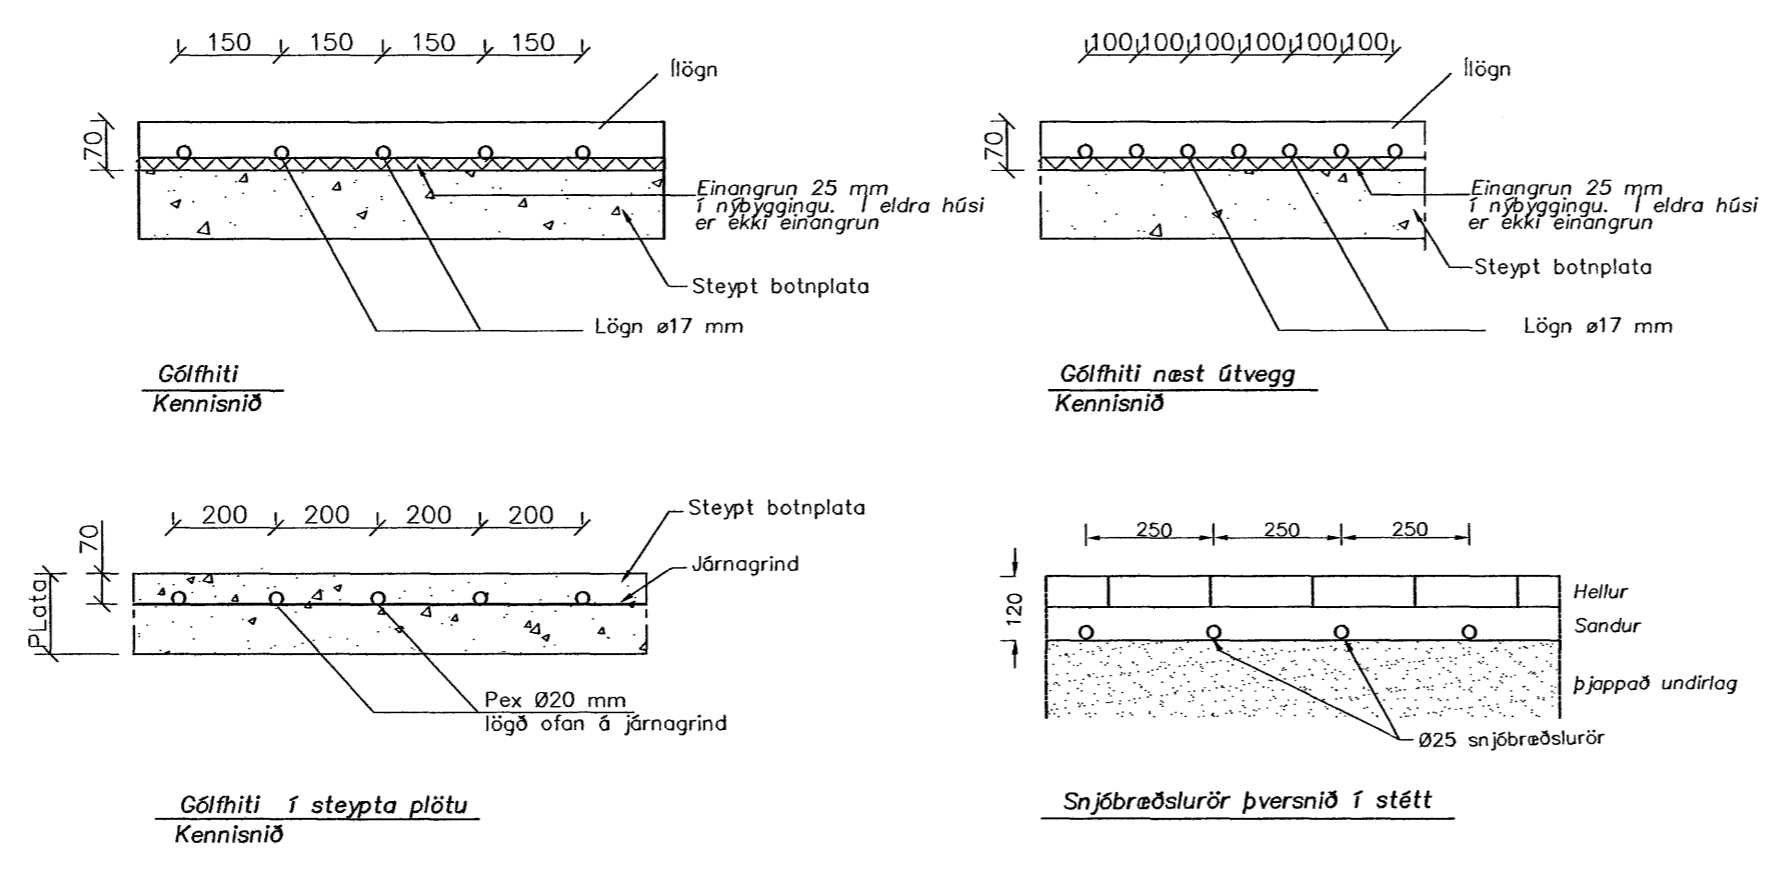 150 150 150 150
Ílögn
70
Einangrun 25 mm
í nýbyggingu. Í eldra húsi
er ekki einangrun
Steypt botnplata
Lögn ø17 mm
Gólfhiti
Kennisnið
100 100 100 100 100 100
Ílögn
70
Einangrun 25 mm
í nýbyggingu. Í eldra húsi
er ekki einangrun
Steypt botnplata
Lögn ø17 mm
Gólfhiti næst útvegg
Kennisnið
200 200 200 200
Steypt botnplata
70
Járnagrind
PLata
Pex Ø20 mm
lögð ofan á járnagrind
Gólfhiti í steypta plötu
Kennisnið
250 250 250
120
Hellur
Sandur
þjappað undirlag
Ø25 snjóbræðslurör
Snjóbræðslurör þversnið í stétt